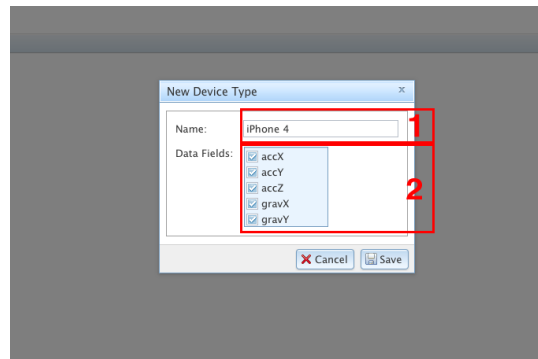 New Device Type x
Name: iPhone 4 1
Data Fields: accX
accY
accZ 2
gravX
gravY
Cancel Save